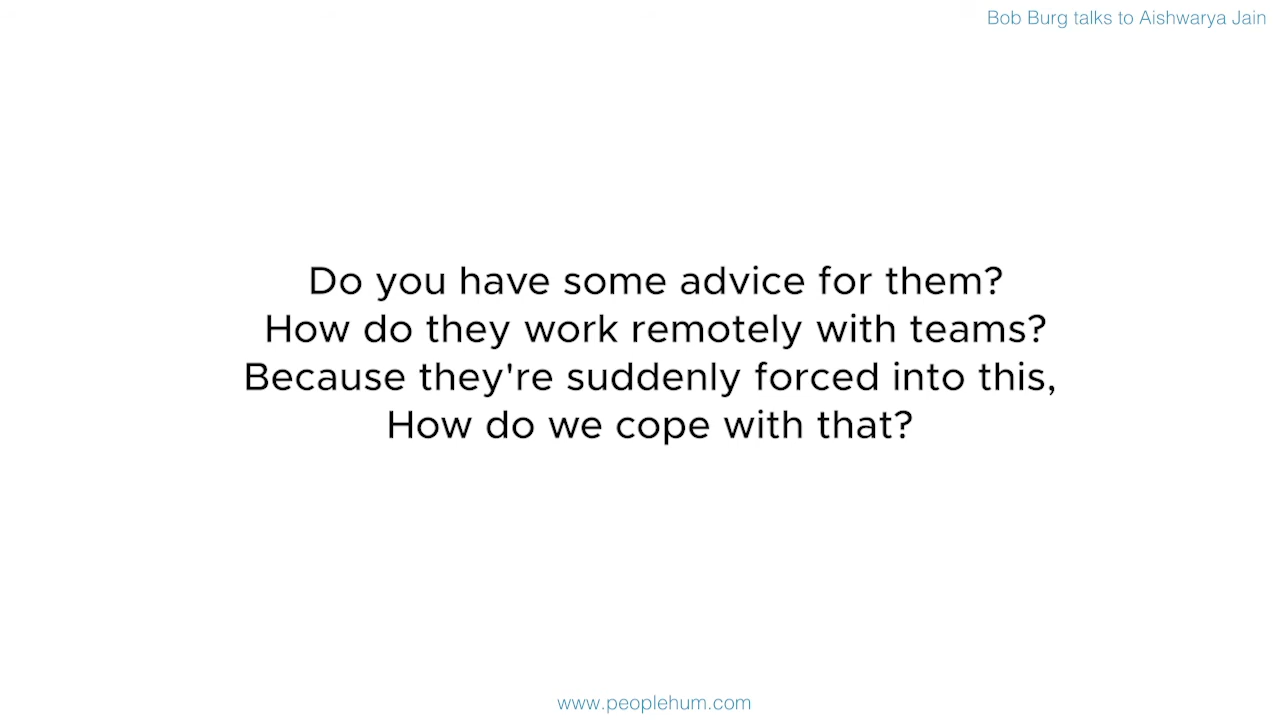 Bob Burg talks to Aishwarya Jain
Do you have some advice for them?
How do they work remotely with teams?
Because they're suddenly forced into this,
How do we cope with that?
www.peoplehum.com